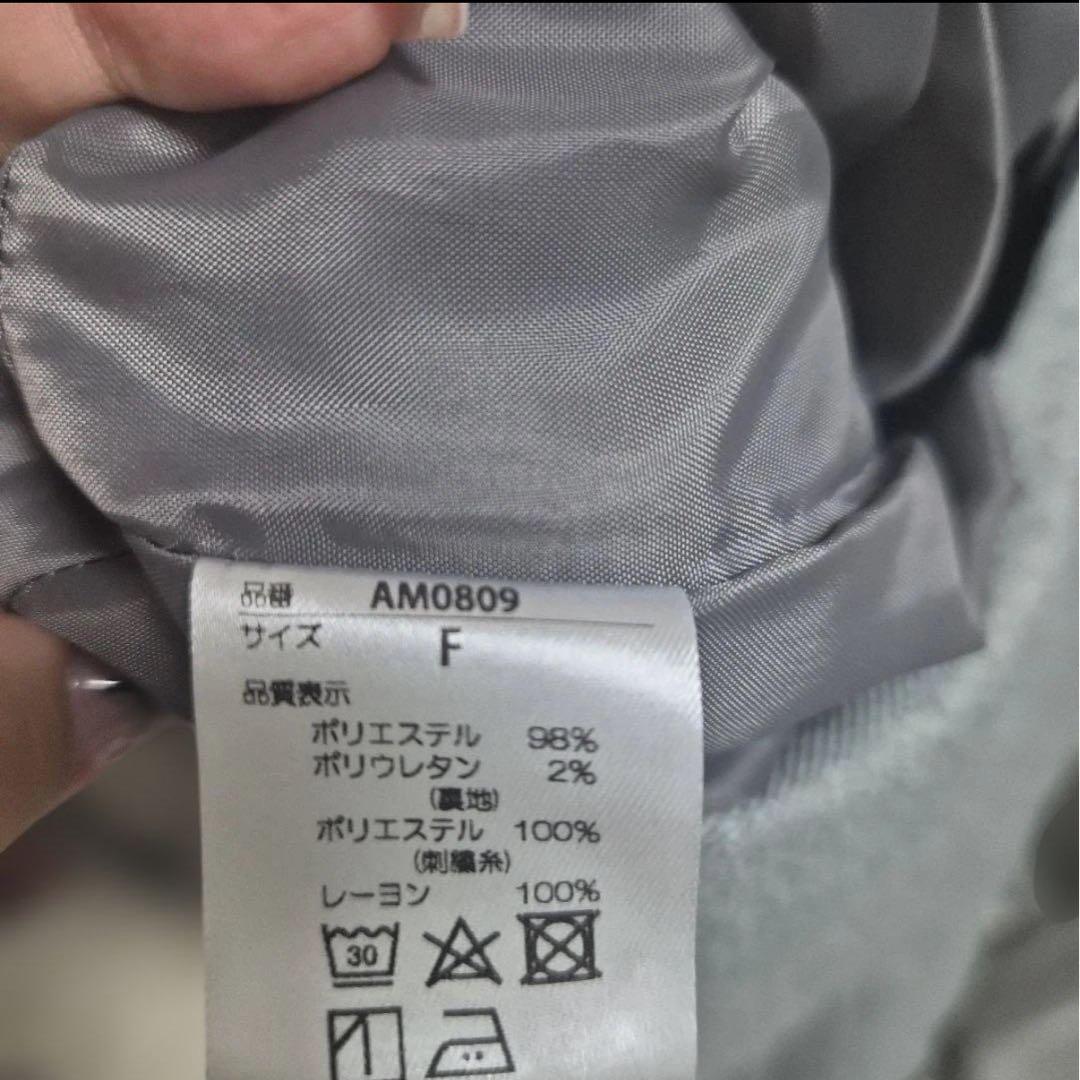 品番 AM0809
サイズ F
品質表示
ポリエステル 98%
ポリウレタン 2%
(裏地)
ポリエステル 100%
(刺繍糸)
レーヨン 100%
30